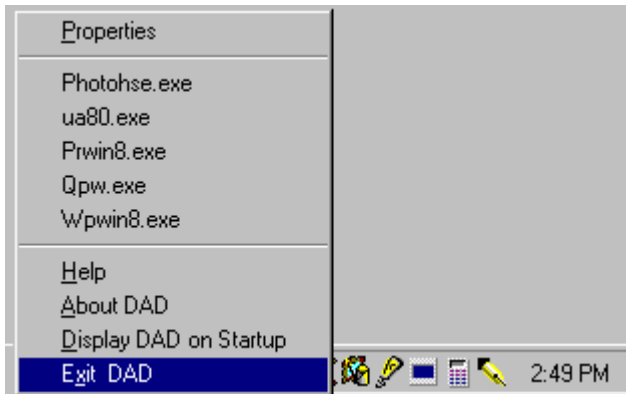 Properties
Photohse.exe
ua80.exe
Prwin8.exe
Qpw.exe
Wpwin8.exe
Help
About DAD
Display DAD on Startup
Exit DAD
2:49 PM